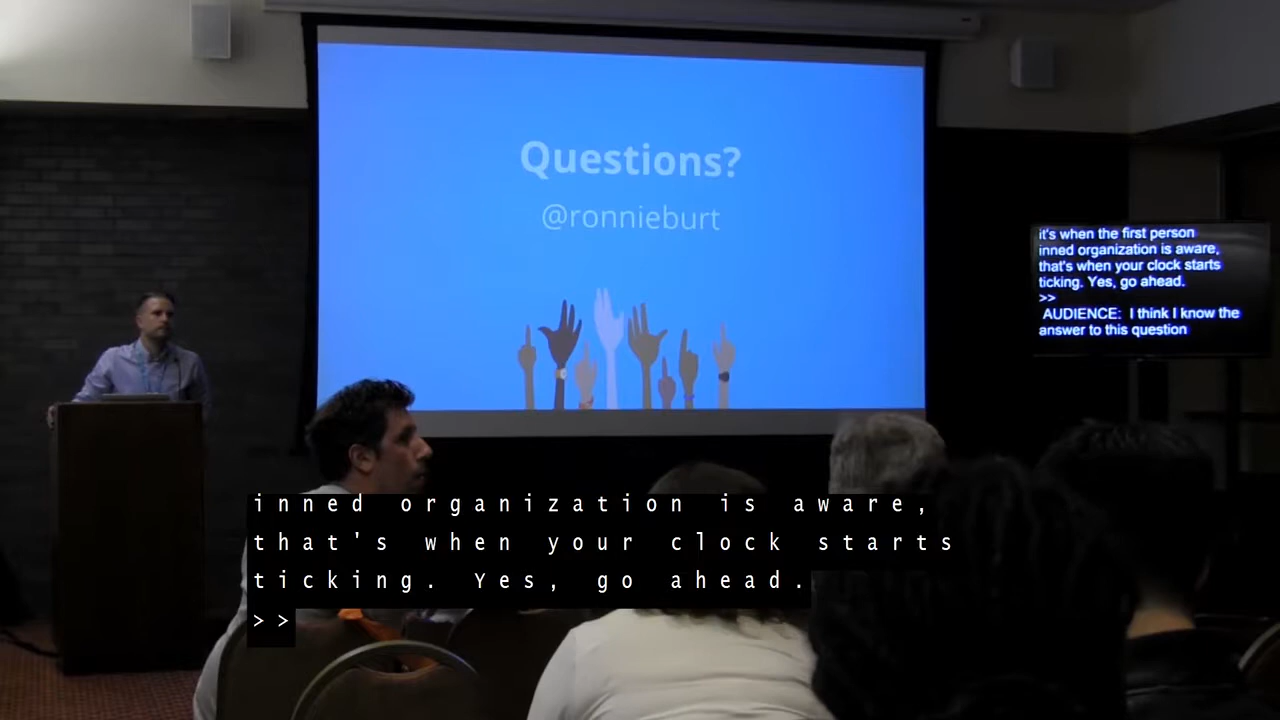 Questions?
@ronnieburt
it's when the first person
inned organization is aware,
that's when your clock starts
ticking. Yes, go ahead.
>>
AUDIENCE: I think I know the
answer to this question
inned organization is aware,
that's when your clock starts
ticking. Yes, go ahead.
>>